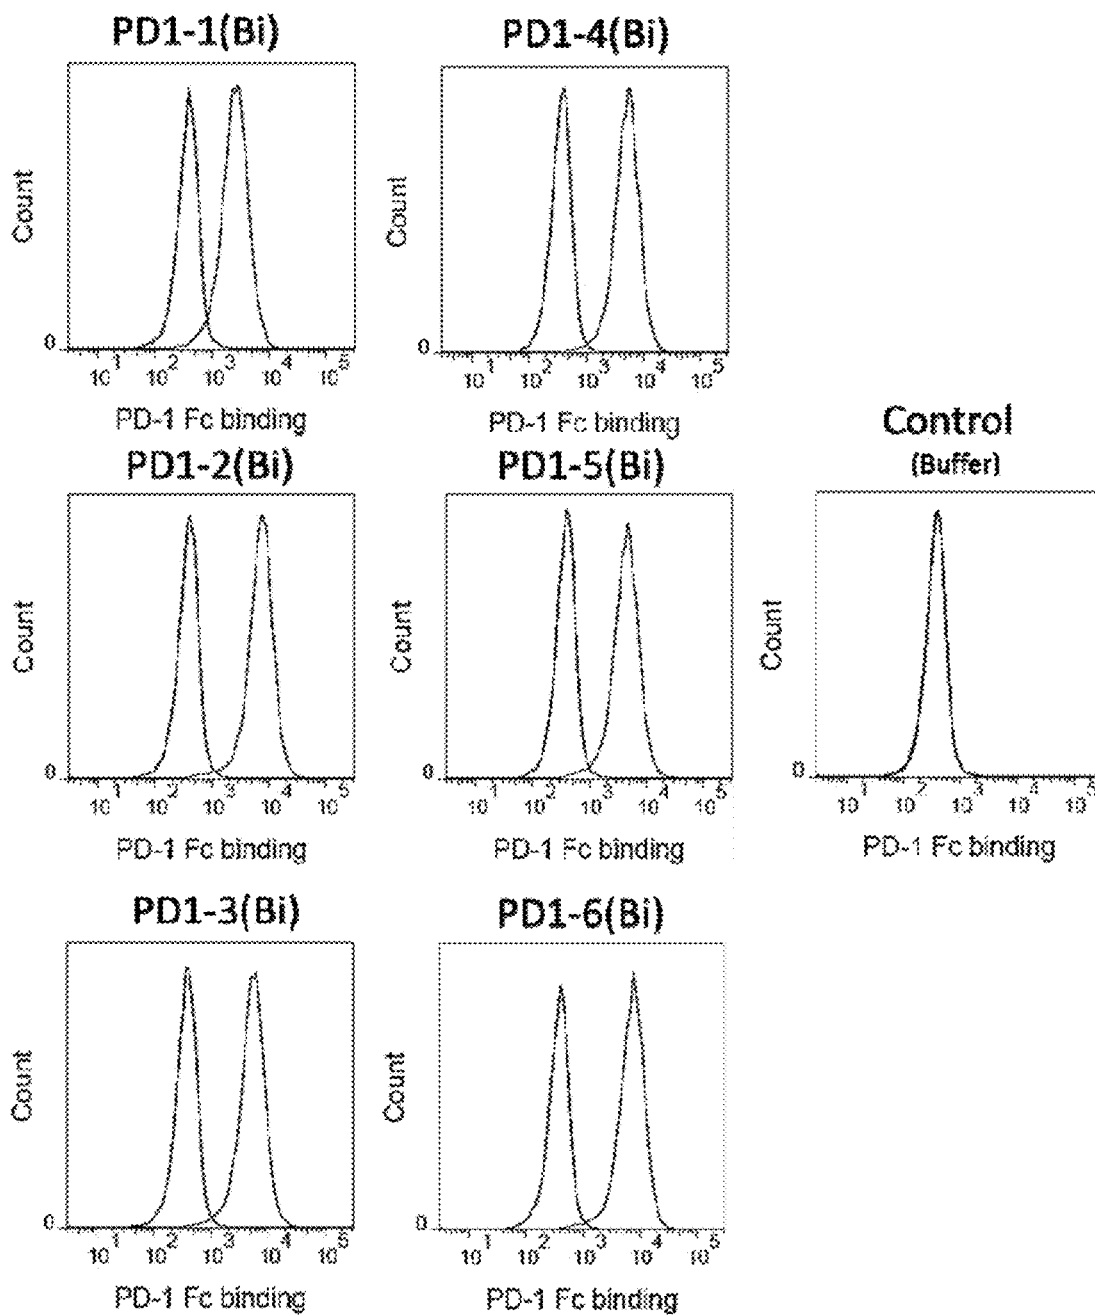 PD1-1(Bi)
Count
0
10^1 10^2 10^3 10^4 10^5
PD-1 Fc binding
PD1-4(Bi)
Count
0
10^1 10^2 10^3 10^4 10^5
PD-1 Fc binding
PD1-2(Bi)
Count
0
10^1 10^2 10^3 10^4 10^5
PD-1 Fc binding
PD1-5(Bi)
Count
0
10^1 10^2 10^3 10^4 10^5
PD-1 Fc binding
Control
(Buffer)
Count
0
10^1 10^2 10^3 10^4 10^5
PD-1 Fc binding
PD1-3(Bi)
Count
0
10^1 10^2 10^3 10^4 10^5
PD-1 Fc binding
PD1-6(Bi)
Count
0
10^1 10^2 10^3 10^4 10^5
PD-1 Fc binding